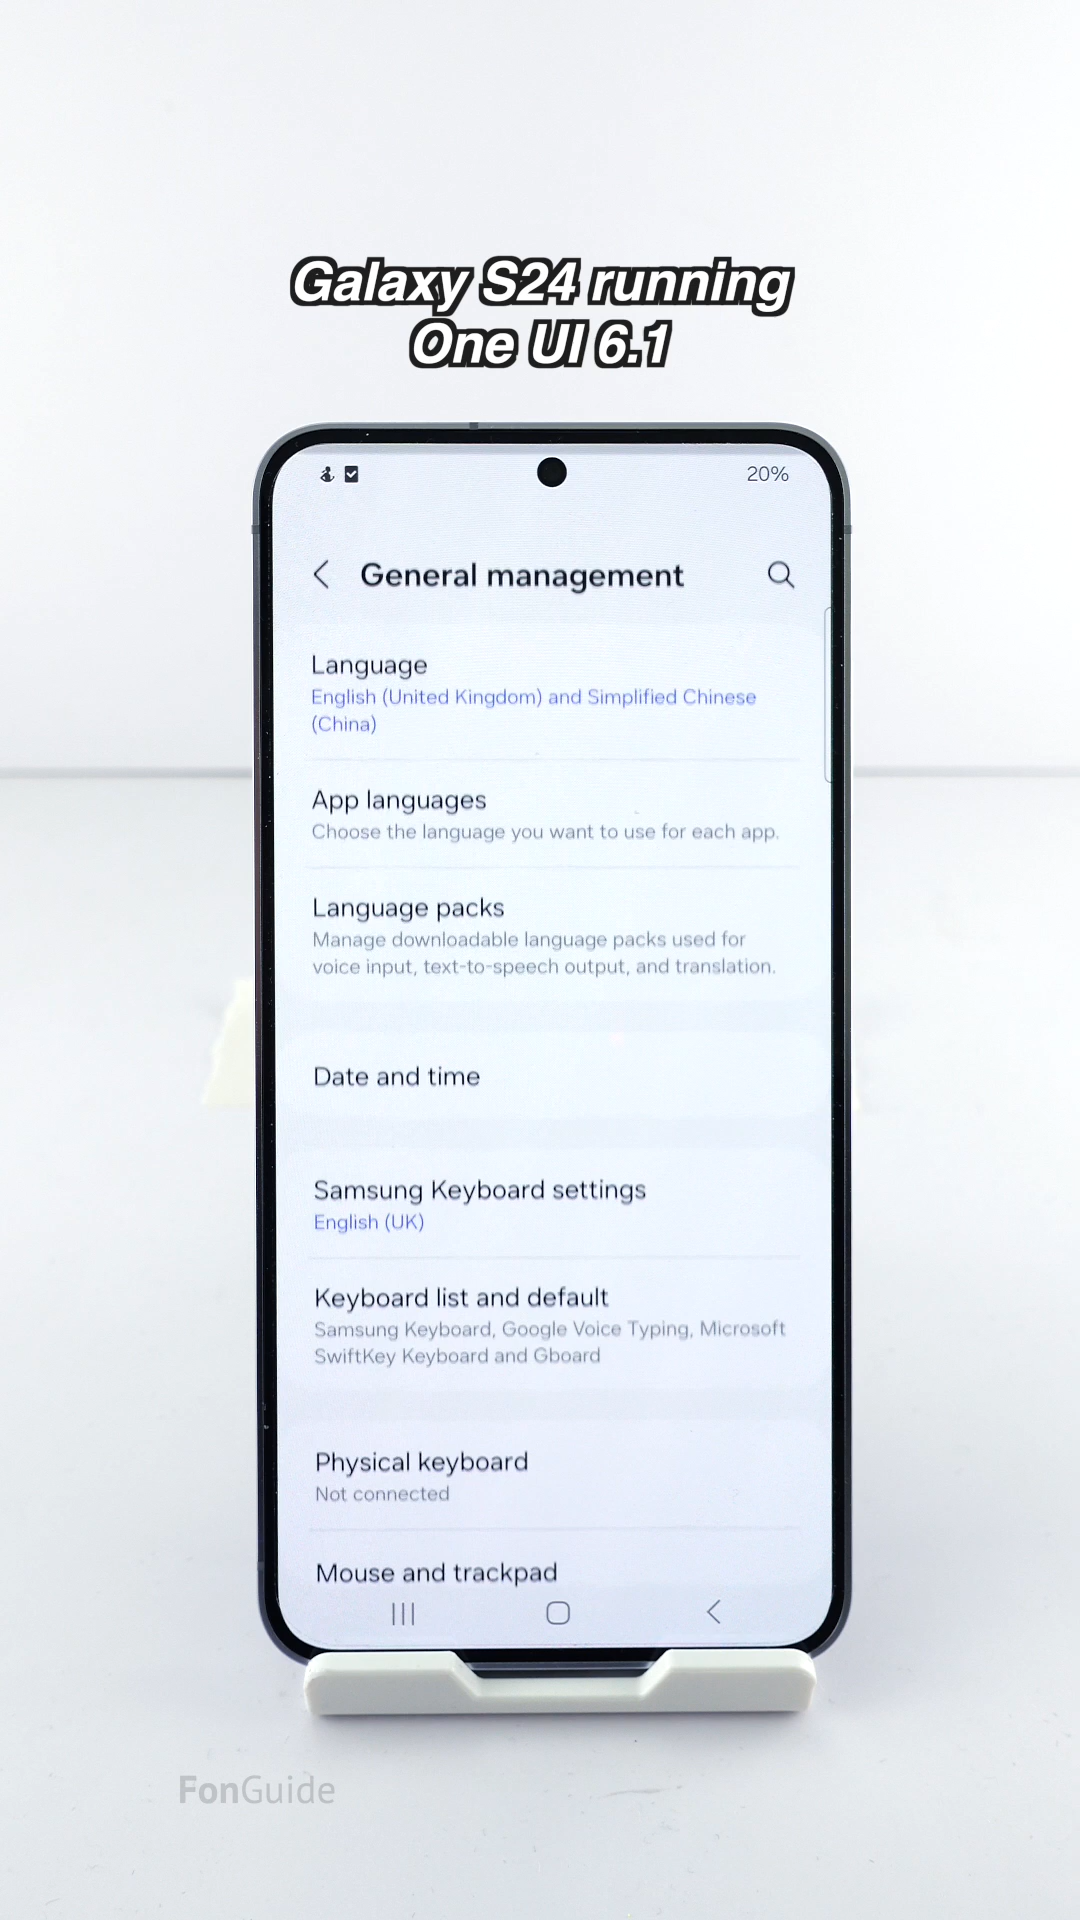 Galaxy S24 running
One UI 6.1
20%
General management
Language
English (United Kingdom) and Simplified Chinese
(China)
App languages
Choose the language you want to use for each app.
Language packs
Manage downloadable language packs used for
voice input, text-to-speech output, and translation.
Date and time
Samsung Keyboard settings
English (UK)
Keyboard list and default
Samsung Keyboard, Google Voice Typing, Microsoft
SwiftKey Keyboard and Gboard
Physical keyboard
Not connected
Mouse and trackpad
FonGuide